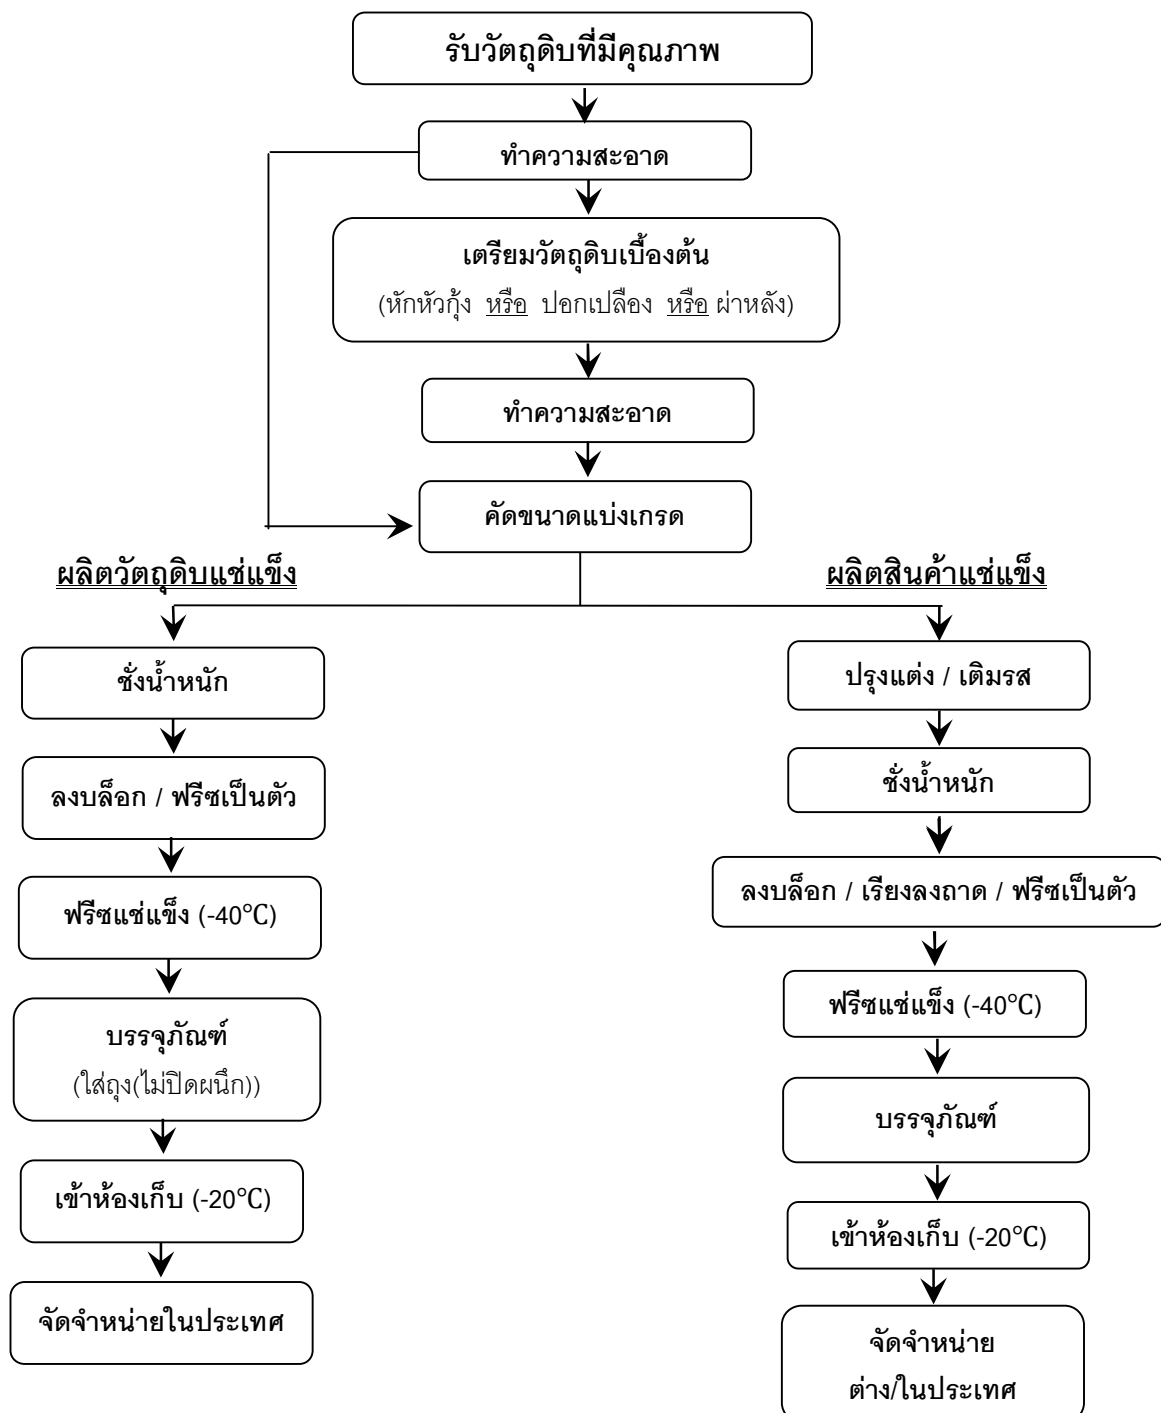 รับวัตถุดิบที่มีคุณภาพ
ทำความสะอาด
เตรียมวัตถุดิบเบื้องต้น
(หักหัวกุ้ง หรือ ปอกเปลือง หรือ ผ่าหลัง)
ทำความสะอาด
คัดขนาดแบ่งเกรด
ผลิตวัตถุดิบแช่แข็ง
ชั่งน้ำหนัก
ลงบล็อก / ฟรีซเป็นตัว
ฟรีซแช่แข็ง (-40°C)
บรรจุภัณฑ์
(ใส่ถุง(ไม่ปิดผนึก))
เข้าห้องเก็บ (-20°C)
จัดจำหน่ายในประเทศ
ผลิตสินค้าแช่แข็ง
ปรุงแต่ง / เติมรส
ชั่งน้ำหนัก
ลงบล็อก / เรียงลงถาด / ฟรีซเป็นตัว
ฟรีซแช่แข็ง (-40°C)
บรรจุภัณฑ์
เข้าห้องเก็บ (-20°C)
จัดจำหน่าย
ต่าง/ในประเทศ